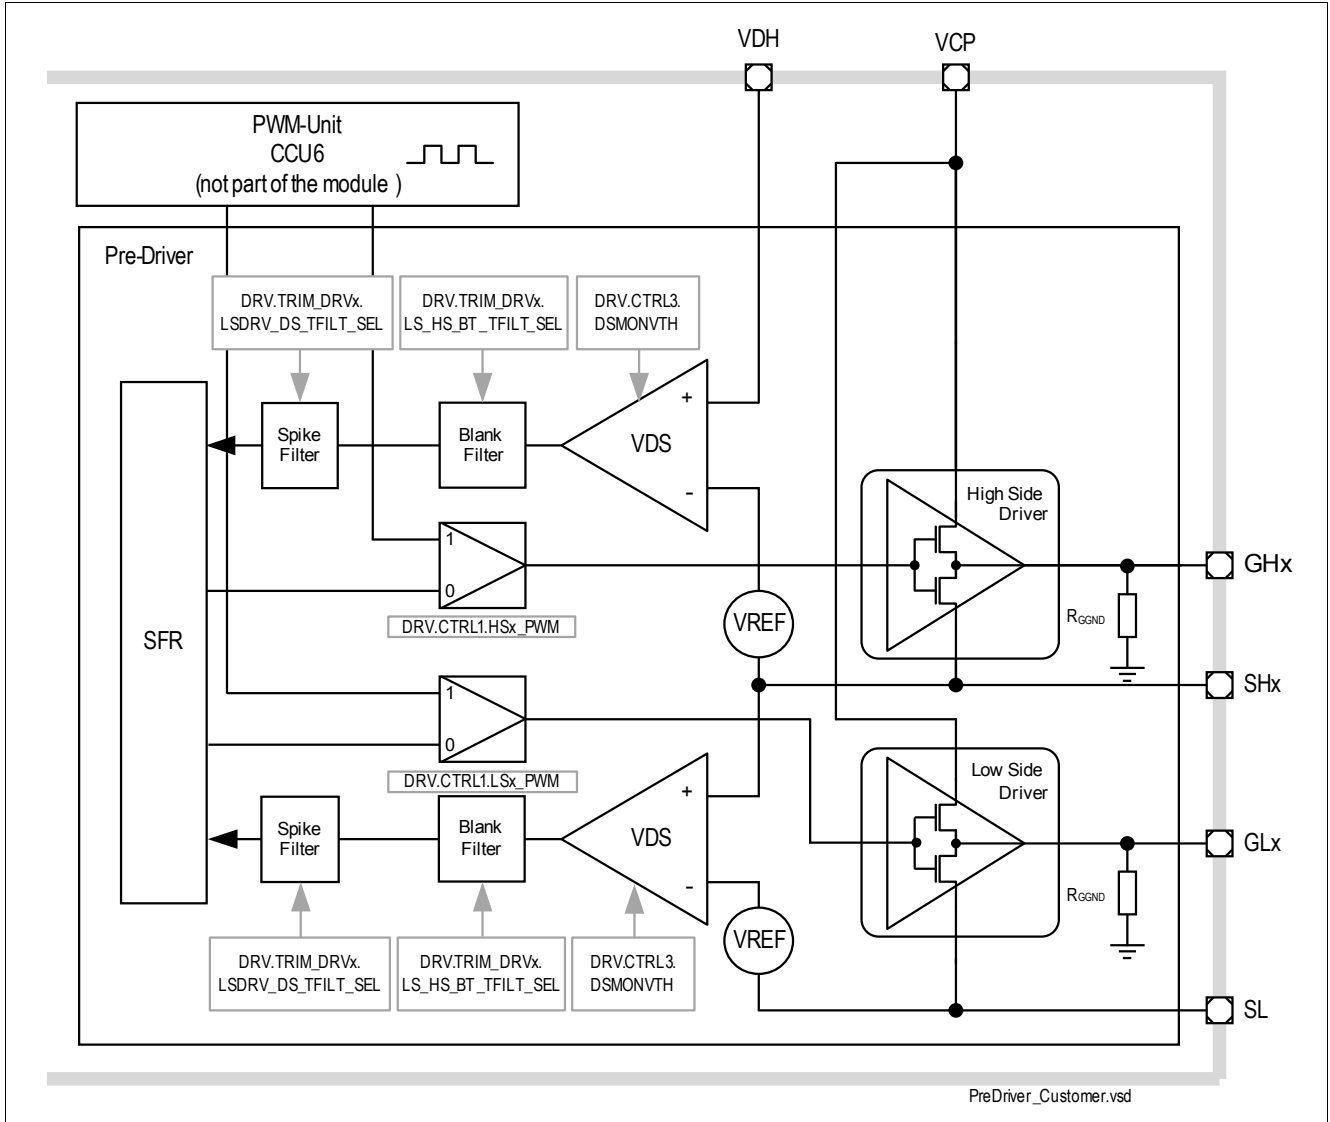 VDH
VCP
PWM-Unit
CCU6
(not part of the module )
Pre-Driver
DRV.TRIM_DRVx.
LSDRV_DS_TFILT_SEL
DRV.TRIM_DRVx.
LS_HS_BT_TFILT_SEL
DRV.CTRL3.
DSMONVTH
Spike
Filter
Blank
Filter
VDS
+
-
High Side
Driver
1
0
DRV.CTRL1.HSx_PWM
VREF
RGGND
GHx
SFR
SHx
1
0
DRV.CTRL1.LSx_PWM
Low Side
Driver
Spike
Filter
Blank
Filter
VDS
+
-
GLx
RGGND
VREF
DRV.TRIM_DRVx.
LSDRV_DS_TFILT_SEL
DRV.TRIM_DRVx.
LS_HS_BT_TFILT_SEL
DRV.CTRL3.
DSMONVTH
SL
PreDriver_Customer.vsd